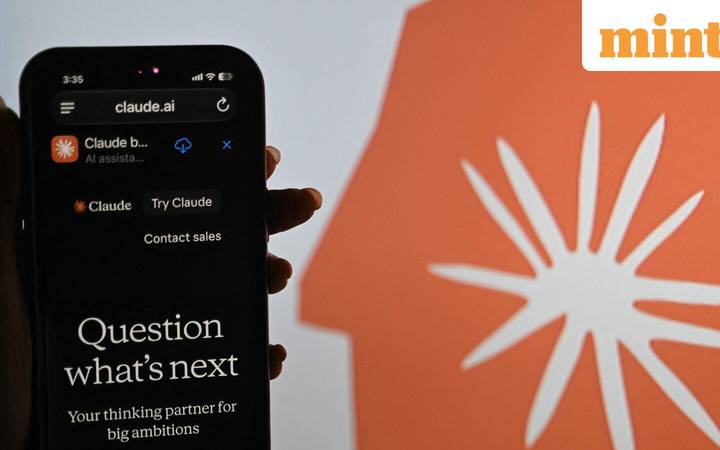 mint
3:35
claude.ai
Claude b...
AI assista...
Claude
Try Claude
Contact sales
Question
what's next
Your thinking partner for
big ambitions